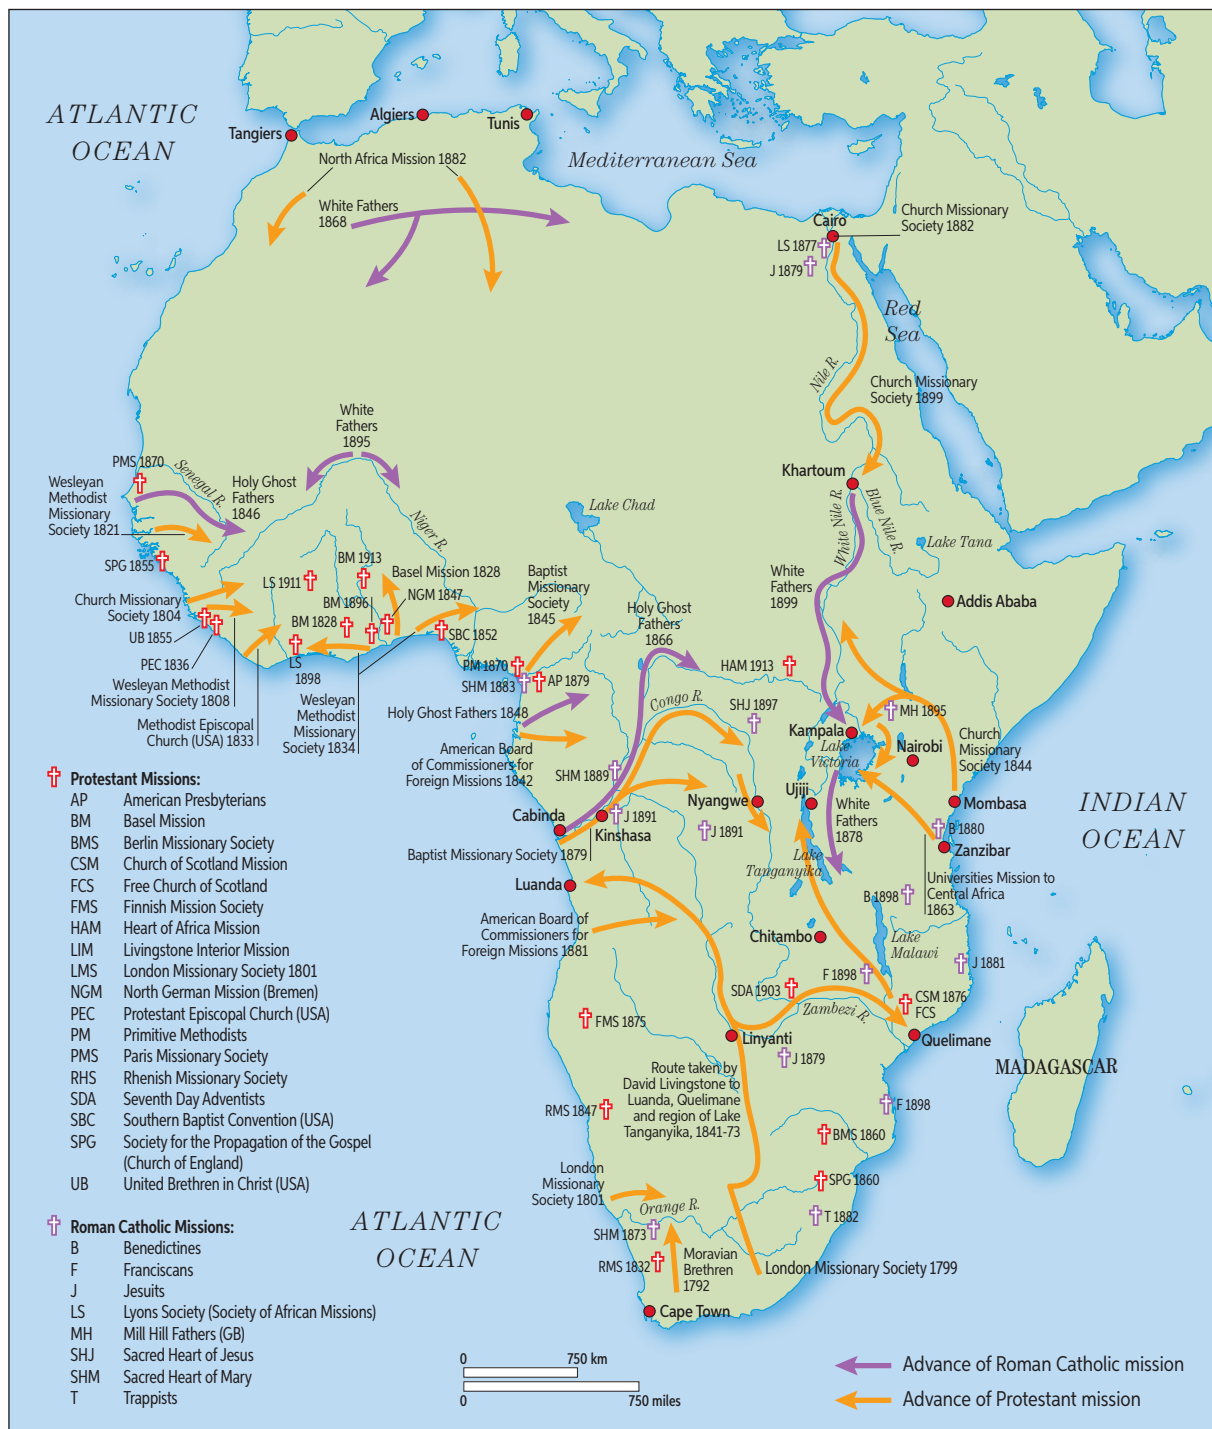 ATLANTIC
OCEAN
Tangiers
Algiers
Tunis
Mediterranean Sea
North Africa Mission 1882
White Fathers
1868
Cairo
Church Missionary
Society 1882
LS 1877
J 1879
Red
Sea
Nile R.
Church Missionary
Society 1899
White
Fathers
1895
PMS 1870
Senegal R.
Wesleyan
Methodist
Missionary
Society 1821
Holy Ghost
Fathers
1846
Niger R.
Lake Chad
Khartoum
White Nile R.
Blue Nile R.
Lake Tana
SPG 1855
LS 1911
BM 1913
Basel Mission 1828
Baptist
Missionary
Society
1845
White
Fathers
1899
Addis Ababa
Church Missionary
Society 1804
BM 1896
NGM 1847
BM 1828
Holy Ghost
Fathers
1866
UB 1855
SBC 1852
PEC 1836
LS
1898
PM 1870
HAM 1913
SHM 1883
AP 1879
Wesleyan Methodist
Missionary Society 1808
Wesleyan
Methodist
Missionary
Society 1834
Holy Ghost Fathers 1848
Congo R.
SHJ 1897
MH 1895
Methodist Episcopal
Church (USA) 1833
Kampala
Lake
Victoria
Nairobi
Church
Missionary
Society 1844
American Board
of Commissioners for
Foreign Missions 1842
SHM 1889
Nyangwe
Ujiji
Mombasa
INDIAN
OCEAN
Cabinda
Kinshasa
J 1891
J 1891
White
Fathers
1878
B 1880
Zanzibar
Baptist Missionary Society 1879
Lake
Tanganyika
Luanda
Universities Mission to
Central Africa
1863
B 1898
American Board of
Commissioners for
Foreign Missions 1881
Chitambo
Lake
Malawi
J 1881
F 1898
SDA 1903
CSM 1876
FCS
Zambezi R.
FMS 1875
Linyanti
Quelimane
J 1879
MADAGASCAR
Route taken by
David Livingstone to
Luanda, Quelimane
and region of Lake
Tanganyika, 1841-73
RMS 1847
F 1898
BMS 1860
London
Missionary
Society 1801
SPG 1860
Orange R.
T 1882
SHM 1873
RMS 1832
Moravian
Brethren
1792
London Missionary Society 1799
Cape Town
Protestant Missions:
AP American Presbyterians
BM Basel Mission
BMS Berlin Missionary Society
CSM Church of Scotland Mission
FCS Free Church of Scotland
FMS Finnish Mission Society
HAM Heart of Africa Mission
LIM Livingstone Interior Mission
LMS London Missionary Society 1801
NGM North German Mission (Bremen)
PEC Protestant Episcopal Church (USA)
PM Primitive Methodists
PMS Paris Missionary Society
RHS Rhenish Missionary Society
SDA Seventh Day Adventists
SBC Southern Baptist Convention (USA)
SPG Society for the Propagation of the Gospel
(Church of England)
UB United Brethren in Christ (USA)
Roman Catholic Missions:
B Benedictines
F Franciscans
J Jesuits
LS Lyons Society (Society of African Missions)
MH Mill Hill Fathers (GB)
SHJ Sacred Heart of Jesus
SHM Sacred Heart of Mary
T Trappists
ATLANTIC
OCEAN
0 750 km
0 750 miles
Advance of Roman Catholic mission
Advance of Protestant mission